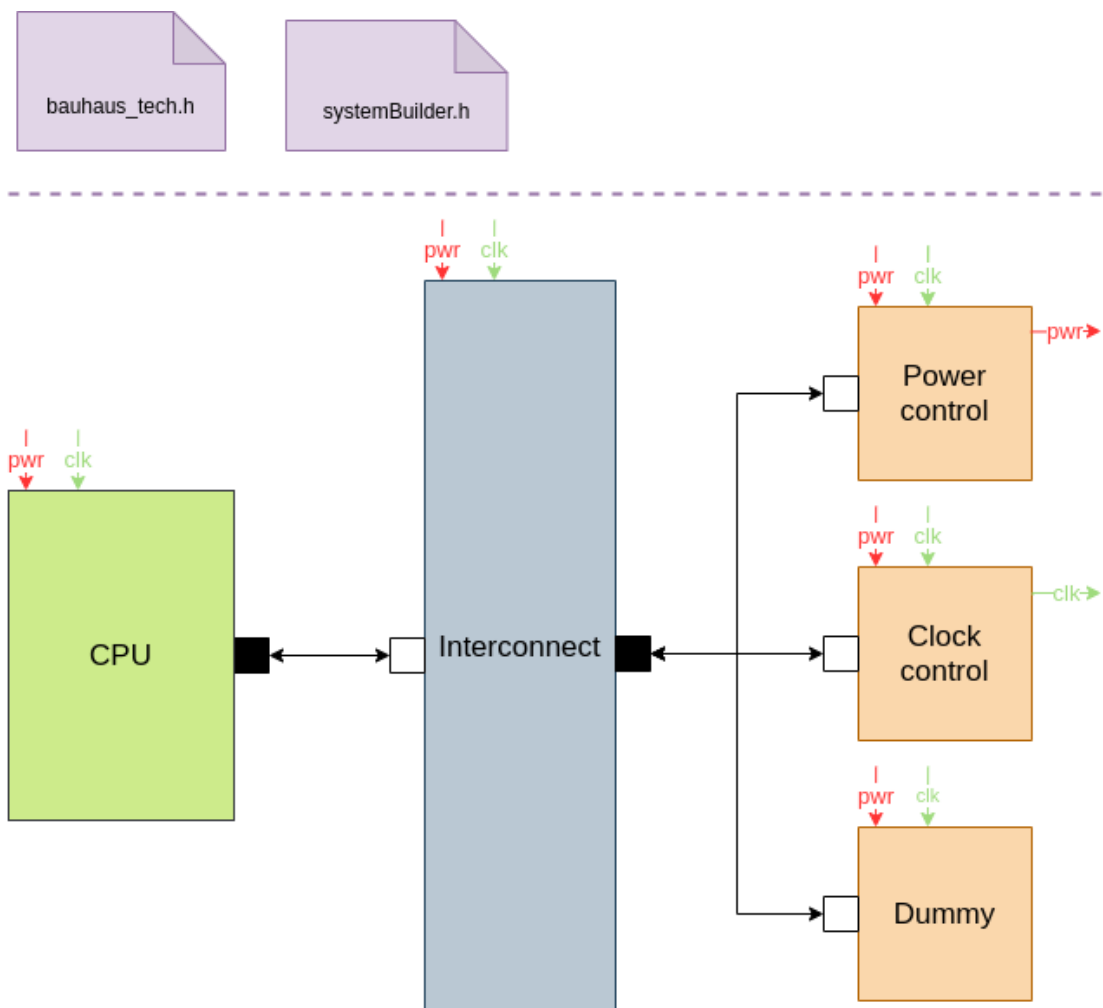 bauhaus_tech.h
systemBuilder.h
pwr
clk
pwr
clk
pwr
Power
control
pwr
clk
CPU
Interconnect
pwr
clk
clk
Clock
control
pwr
clk
Dummy